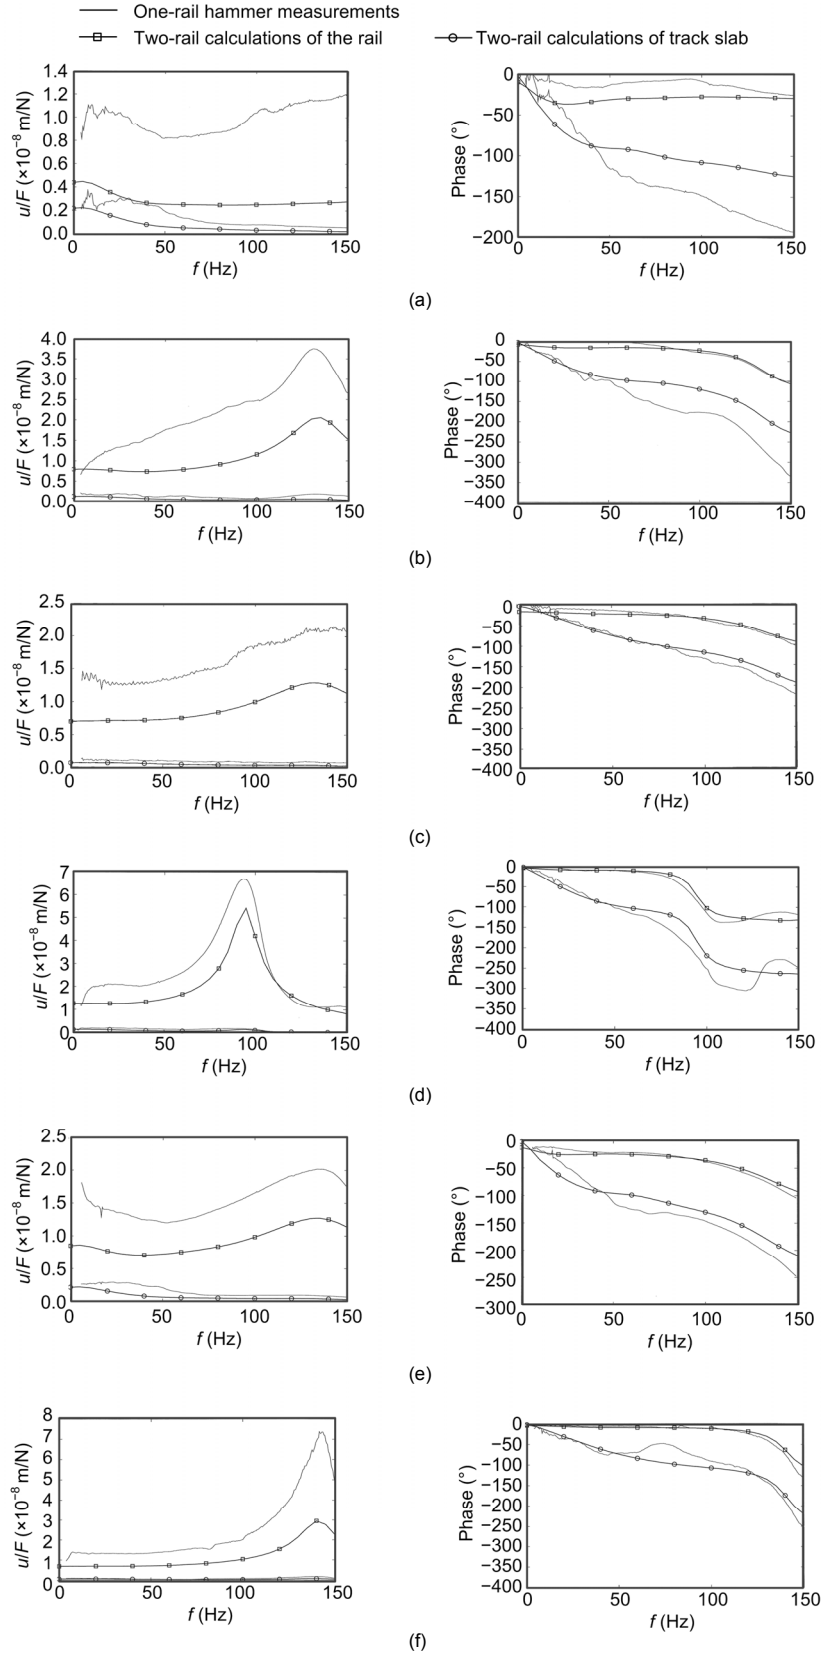 One-rail hammer measurements
Two-rail calculations of the rail
Two-rail calculations of track slab
1.4
1.2
1.0
0.8
0.6
0.4
0.2
0.0
u/F (×10⁻⁸ m/N)
0 50 100 150
f (Hz)
0
−50
−100
−150
−200
Phase (°)
0 50 100 150
f (Hz)
(a)
4.0
3.5
3.0
2.5
2.0
1.5
1.0
0.5
0.0
u/F (×10⁻⁸ m/N)
0 50 100 150
f (Hz)
0
−50
−100
−150
−200
−250
−300
−350
−400
Phase (°)
0 50 100 150
f (Hz)
(b)
2.5
2.0
1.5
1.0
0.5
0.0
u/F (×10⁻⁸ m/N)
0 50 100 150
f (Hz)
0
−50
−100
−150
−200
−250
−300
−350
−400
Phase (°)
0 50 100 150
f (Hz)
(c)
7
6
5
4
3
2
1
0
u/F (×10⁻⁸ m/N)
0 50 100 150
f (Hz)
0
−50
−100
−150
−200
−250
−300
−350
−400
Phase (°)
0 50 100 150
f (Hz)
(d)
2.5
2.0
1.5
1.0
0.5
0.0
u/F (×10⁻⁸ m/N)
0 50 100 150
f (Hz)
0
−50
−100
−150
−200
−250
−300
Phase (°)
0 50 100 150
f (Hz)
(e)
8
7
6
5
4
3
2
1
0
u/F (×10⁻⁸ m/N)
0 50 100 150
f (Hz)
0
−50
−100
−150
−200
−250
−300
−350
−400
Phase (°)
0 50 100 150
f (Hz)
(f)